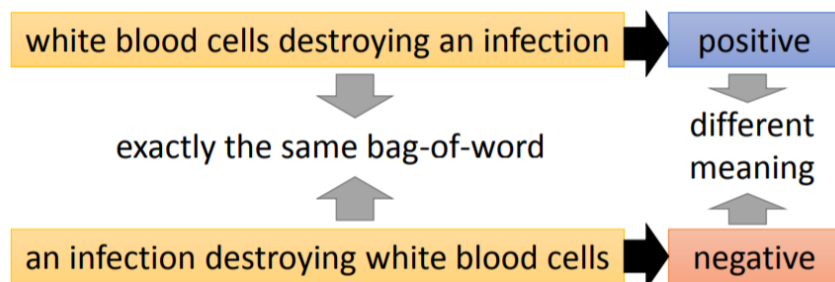 white blood cells destroying an infection
positive
exactly the same bag-of-word
different
meaning
an infection destroying white blood cells
negative